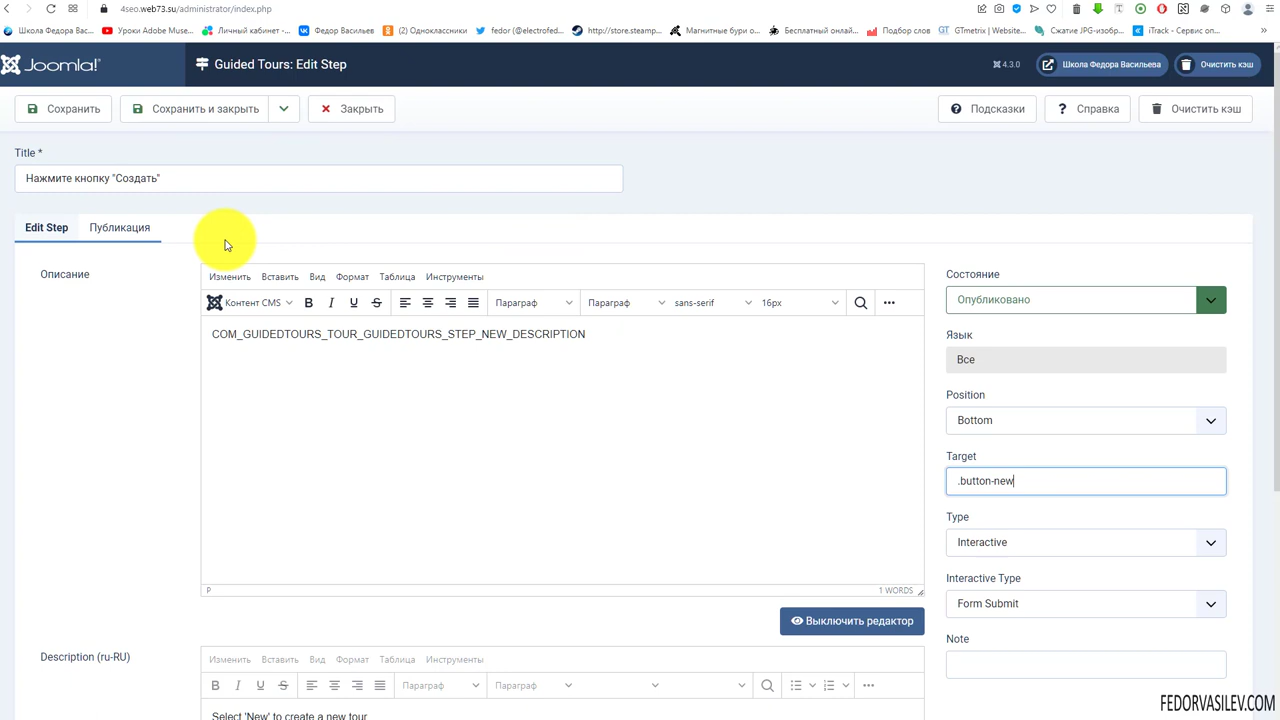 4seo.web73.su/administrator/index.php
Школа Федора Ва...
Уроки Adobe Muse...
Личный кабинет -...
Федор Васильев
(2) Одноклассники
fedor (@electrofed...
http://store.steamp...
Магнитные бури о...
Бесплатный онлай...
Подбор слов
GTmetrix | Website...
Сжатие JPG-изобр...
iTrack - Сервис оп...
»
Joomla!
Guided Tours: Edit Step
4.3.0
Школа Федора Васильева
Очистить кэш
Сохранить
Сохранить и закрыть
Закрыть
Подсказки
Справка
Очистить кэш
Title *
Нажмите кнопку "Создать"
Edit Step
Публикация
Описание
Изменить Вставить Вид Формат Таблица Инструменты
Контент CMS B I U S Параграф Параграф sans-serif 16px
COM_GUIDEDTOURS_TOUR_GUIDEDTOURS_STEP_NEW_DESCRIPTION
P
1 WORDS
Выключить редактор
Состояние
Опубликовано
Язык
Все
Position
Bottom
Target
.button-new
Type
Interactive
Interactive Type
Form Submit
Note
Description (ru-RU)
Изменить Вставить Вид Формат Таблица Инструменты
B I U S Параграф Параграф
Select 'New' to create a new tour
FEDORVASILEV.COM